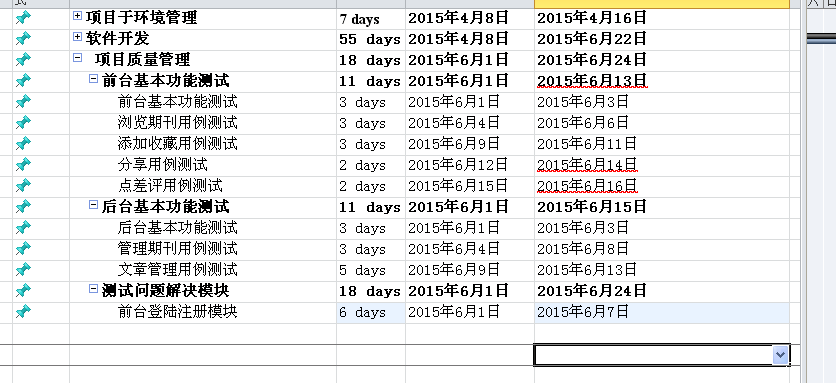 式
项目于环境管理 7 days 2015年4月8日 2015年4月16日
软件开发 55 days 2015年4月8日 2015年6月22日
项目质量管理 18 days 2015年6月1日 2015年6月24日
前台基本功能测试 11 days 2015年6月1日 2015年6月13日
前台基本功能测试 3 days 2015年6月1日 2015年6月3日
浏览期刊用例测试 3 days 2015年6月4日 2015年6月6日
添加收藏用例测试 3 days 2015年6月9日 2015年6月11日
分享用例测试 2 days 2015年6月12日 2015年6月14日
点差评用例测试 2 days 2015年6月15日 2015年6月16日
后台基本功能测试 11 days 2015年6月1日 2015年6月15日
后台基本功能测试 3 days 2015年6月1日 2015年6月3日
管理期刊用例测试 3 days 2015年6月4日 2015年6月8日
文章管理用例测试 5 days 2015年6月9日 2015年6月13日
测试问题解决模块 18 days 2015年6月1日 2015年6月24日
前台登陆注册模块 6 days 2015年6月1日 2015年6月7日